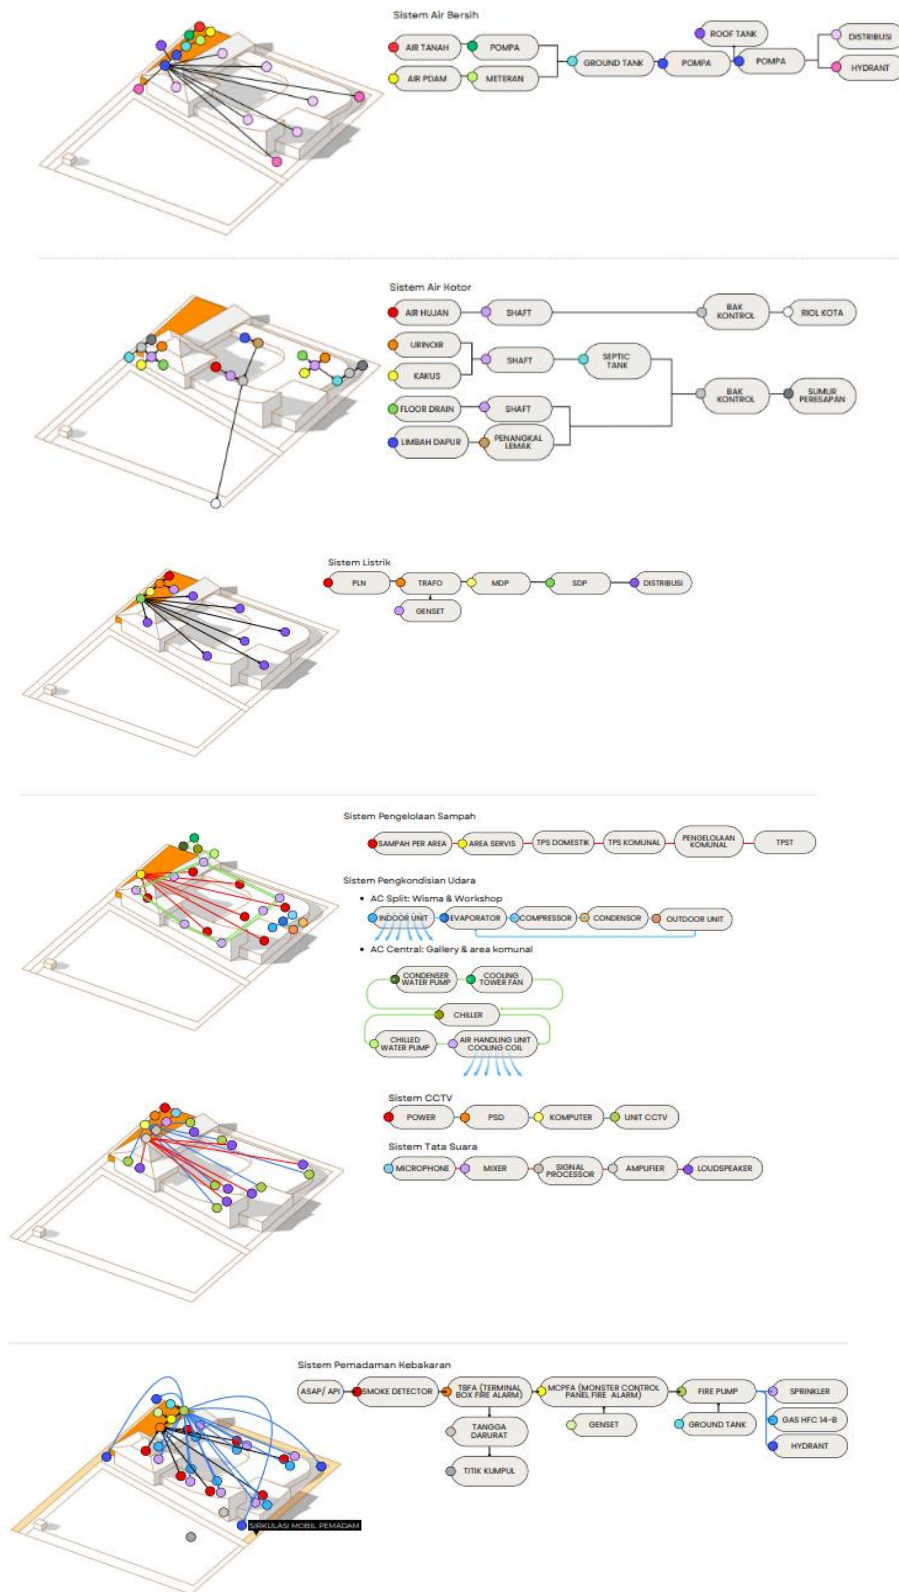 Sistem Air Bersih
ROOF TANK
AIR TANAH
POMPA
DISTRIBUSI
GROUND TANK
POMPA
POMPA
AIR PDAM
METERAN
HYDRANT
Sistem Air Kotor
AIR HUJAN
SHAFT
BAK
KONTROL
RIOL KOTA
URINOIR
SHAFT
SEPTIC
TANK
KAKUS
BAK
KONTROL
SUMUR
PERESAPAN
FLOOR DRAIN
SHAFT
LIMBAH DAPUR
PENANGKAL
LEMAK
Sistem Listrik
PLN
TRAFO
MDP
SDP
DISTRIBUSI
GENSET
Sistem Pengelolaan Sampah
SAMPAH PER AREA
AREA SERVIS
TPS DOMESTIK
TPS KOMUNAL
PENGELOLAAN
KOMUNAL
TPST
Sistem Pengkondisian Udara
• AC Split: Wisma & Workshop
INDOOR UNIT
EVAPORATOR
COMPRESSOR
CONDENSOR
OUTDOOR UNIT
• AC Central: Gallery & area komunal
CONDENSER
WATER PUMP
COOLING
TOWER FAN
CHILLER
CHILLED
WATER PUMP
AIR HANDLING UNIT
COOLING COIL
Sistem CCTV
POWER
PSD
KOMPUTER
UNIT CCTV
Sistem Tata Suara
MICROPHONE
MIXER
SIGNAL
PROCESSOR
AMPLIFIER
LOUDSPEAKER
Sistem Pemadaman Kebakaran
ASAP/ API
SMOKE DETECTOR
TBFA (TERMINAL
BOX FIRE ALARM)
MCPFA (MONSTER CONTROL
PANEL FIRE ALARM)
FIRE PUMP
SPRINKLER
TANGGA
DARURAT
GENSET
GROUND TANK
GAS HFC 14-B
HYDRANT
TITIK KUMPUL
SIRKULASI MOBIL PEMADAM